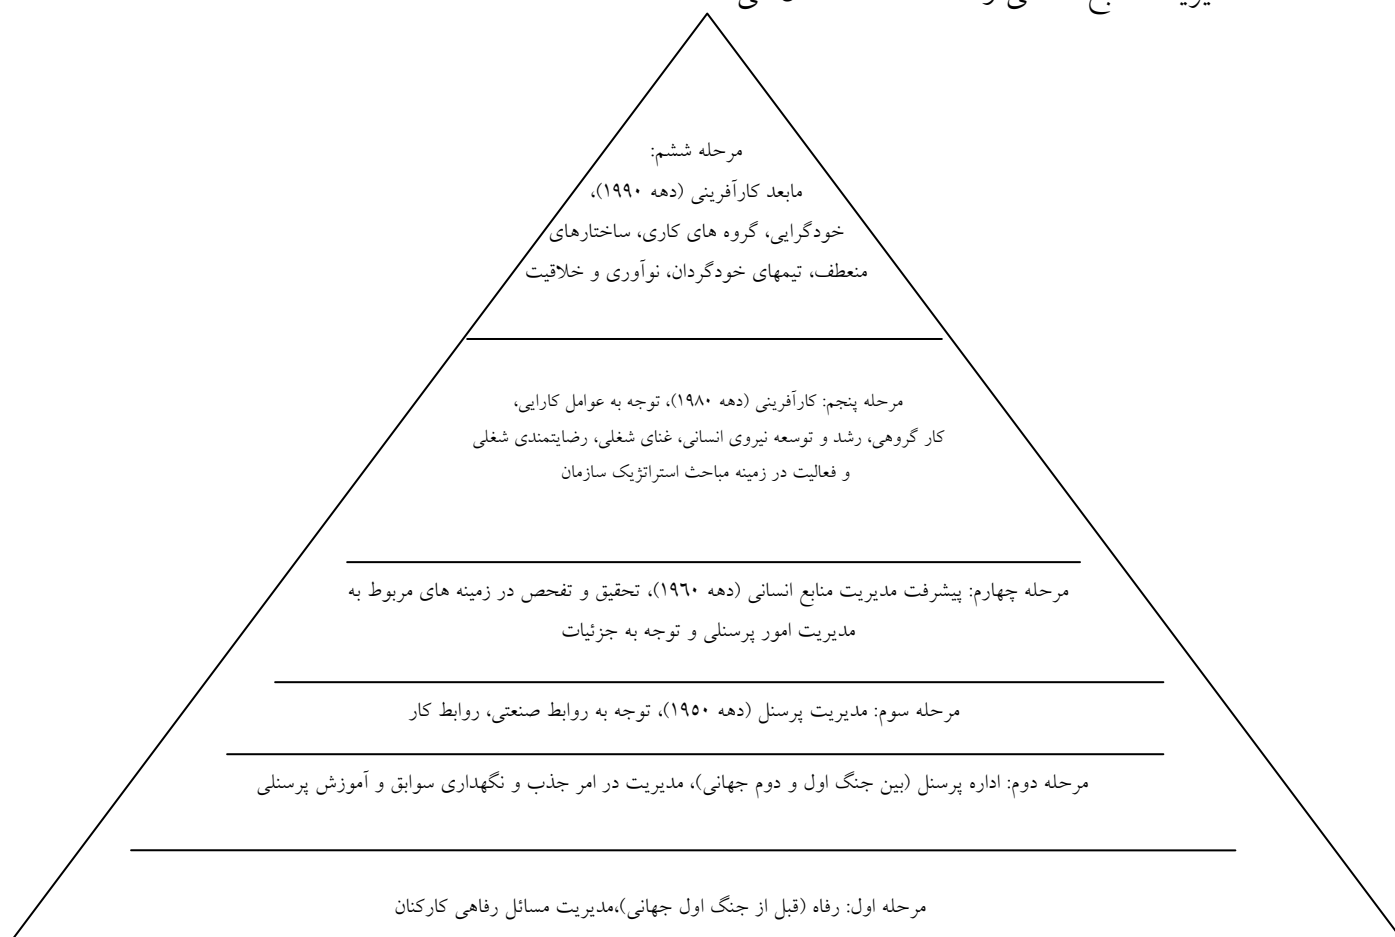 مرحله ششم:
مابعد کارآفرینی (دهه ۱۹۹۰)،
خودگرایی، گروه های کاری، ساختارهای
منعطف، تیمهای خودگردان، نوآوری و خلاقیت
مرحله پنجم: کارآفرینی (دهه ۱۹۸۰)، توجه به عوامل کارایی،
کار گروهی، رشد و توسعه نیروی انسانی، غنای شغلی، رضایتمندی شغلی
و فعالیت در زمینه مباحث استراتژیک سازمان
مرحله چهارم: پیشرفت مدیریت منابع انسانی (دهه ۱۹۶۰)، تحقیق و تفحص در زمینه های مربوط به
مدیریت امور پرسنلی و توجه به جزئیات
مرحله سوم: مدیریت پرسنل (دهه ۱۹۵۰)، توجه به روابط صنعتی، روابط کار
مرحله دوم: اداره پرسنل (بین جنگ اول و دوم جهانی)، مدیریت در امر جذب و نگهداری سوابق و آموزش پرسنلی
مرحله اول: رفاه (قبل از جنگ اول جهانی)،مدیریت مسائل رفاهی کارکنان